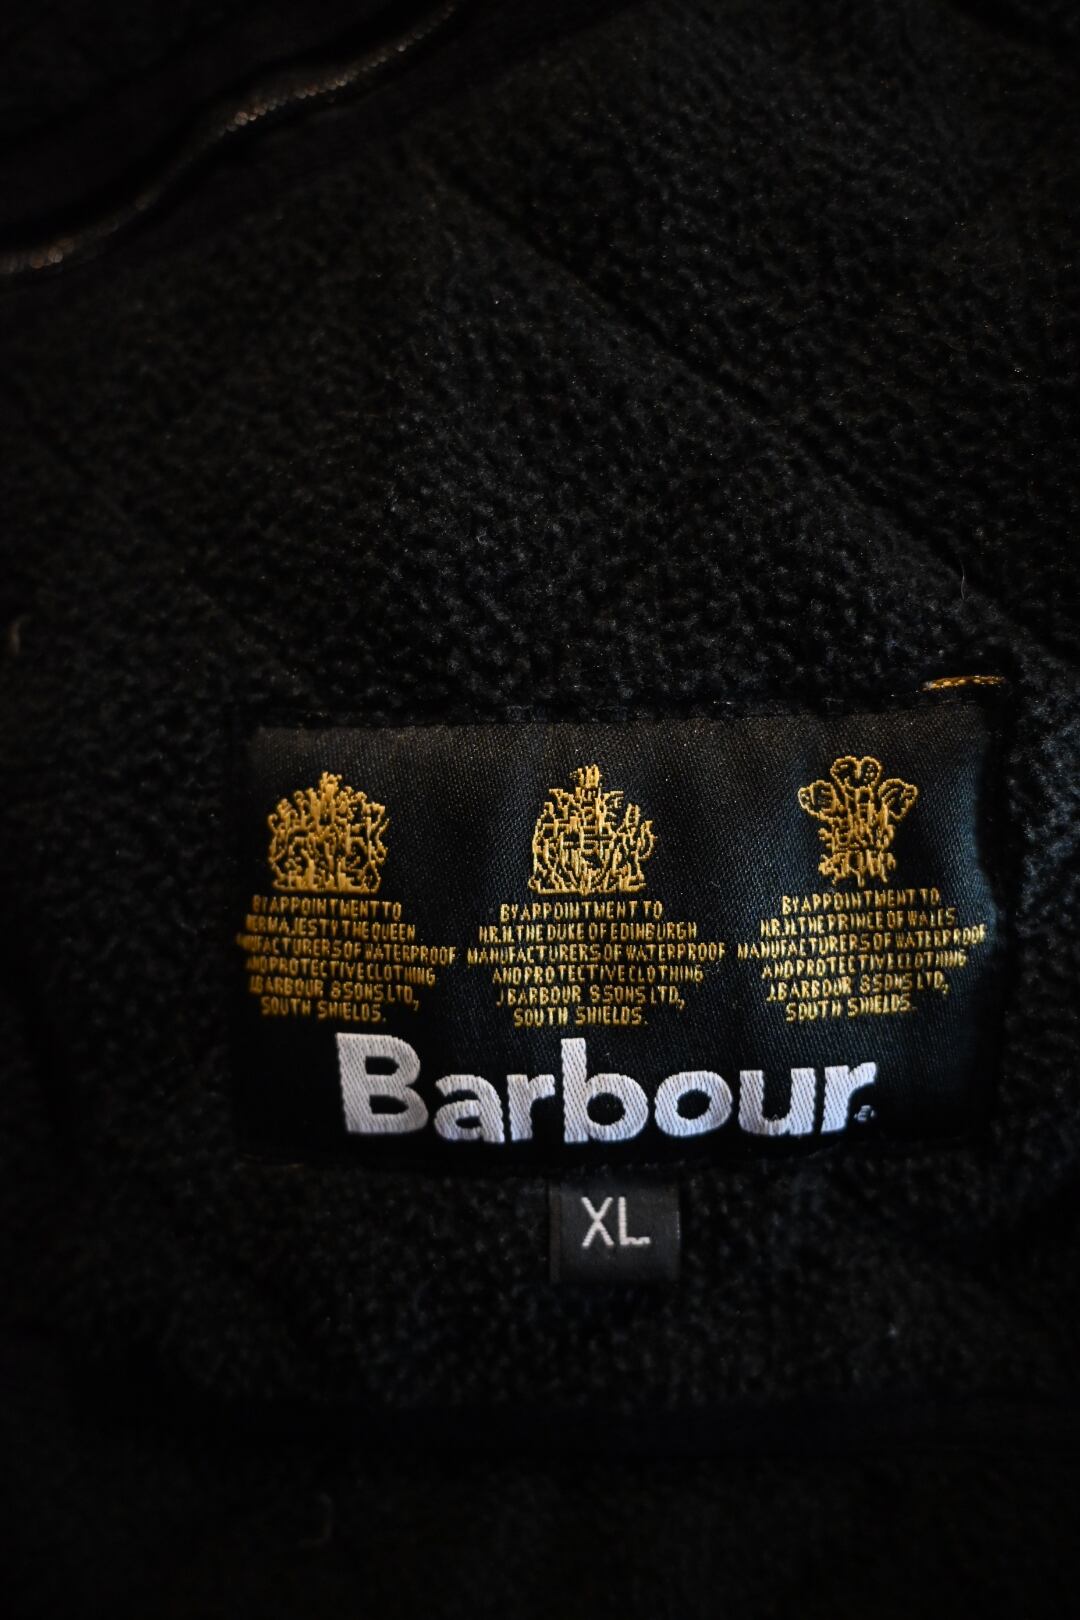 BY APPOINTMENT TO
HER MAJESTY THE QUEEN
MANUFACTURERS OF WATERPROOF
AND PROTECTIVE CLOTHING
J.BARBOUR & SONS LTD,
SOUTH SHIELDS.
BY APPOINTMENT TO
H.R.H. THE DUKE OF EDINBURGH
MANUFACTURERS OF WATERPROOF
AND PROTECTIVE CLOTHING
J.BARBOUR & SONS LTD,
SOUTH SHIELDS.
BY APPOINTMENT TO
H.R.H. THE PRINCE OF WALES
MANUFACTURERS OF WATERPROOF
AND PROTECTIVE CLOTHING
J.BARBOUR & SONS LTD,
SOUTH SHIELDS.
Barbour®
XL